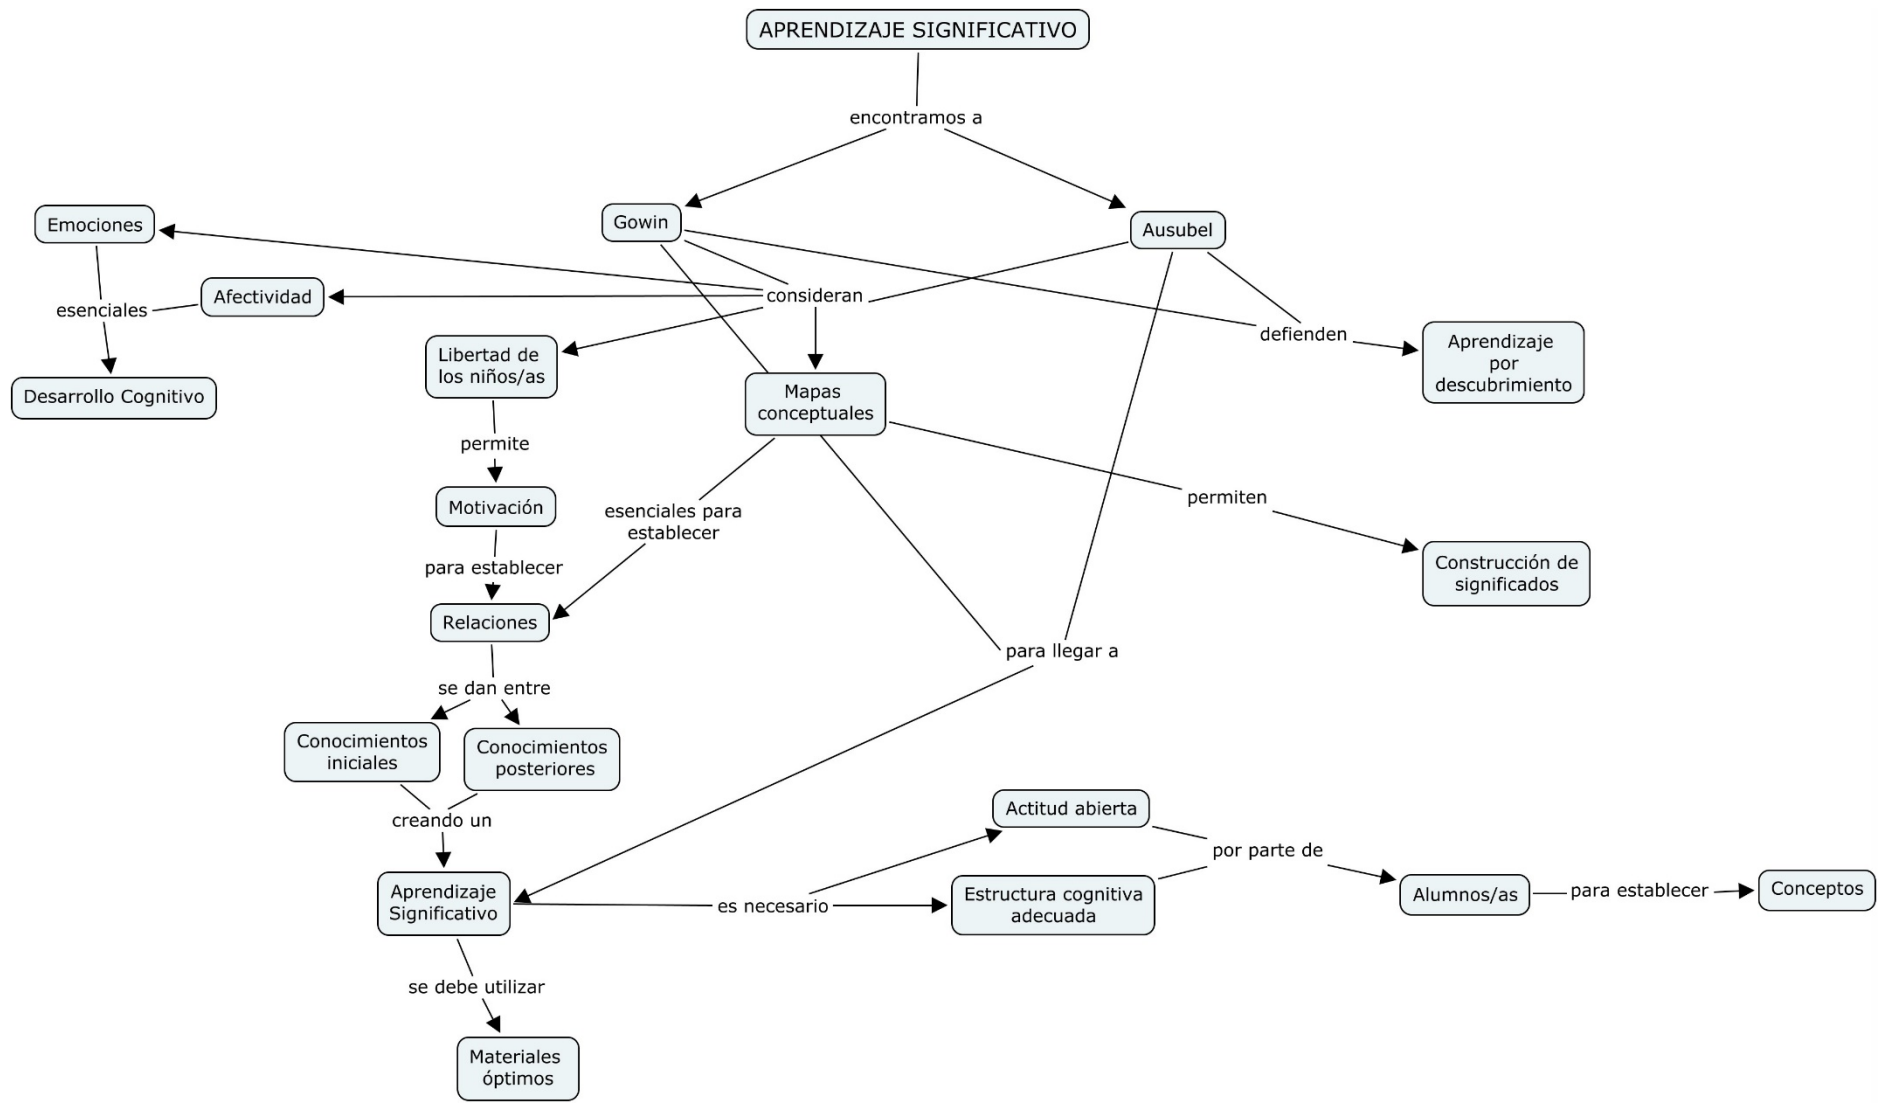 APRENDIZAJE SIGNIFICATIVO
encontramos a
Gowin
Ausubel
Emociones
Afectividad
consideran
esenciales
defienden
Aprendizaje
por
descubrimiento
Libertad de
los niños/as
Mapas
conceptuales
Desarrollo Cognitivo
permite
permiten
Motivación
esenciales para
establecer
Construcción de
significados
para establecer
Relaciones
para llegar a
se dan entre
Conocimientos
iniciales
Conocimientos
posteriores
creando un
Actitud abierta
por parte de
Aprendizaje
Significativo
es necesario
Estructura cognitiva
adecuada
Alumnos/as
para establecer
Conceptos
se debe utilizar
Materiales
óptimos